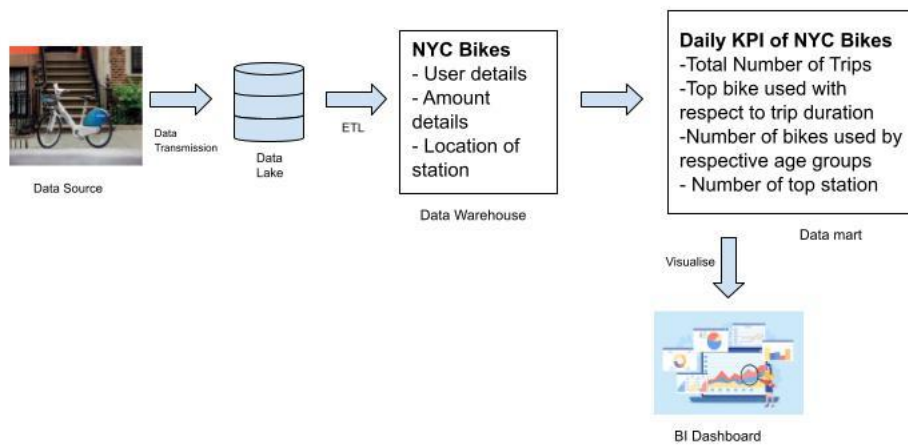 Data Source
Data
Transmission
Data
Lake
ETL
NYC Bikes
- User details
- Amount
details
- Location of
station
Data Warehouse
Daily KPI of NYC Bikes
-Total Number of Trips
-Top bike used with
respect to trip duration
-Number of bikes used by
respective age groups
- Number of top station
Data mart
Visualise
BI Dashboard